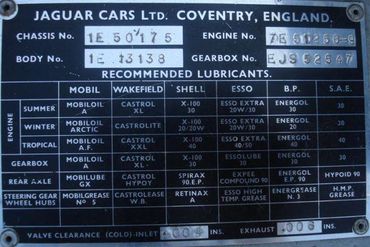 JAGUAR CARS LTD. COVENTRY, ENGLAND.
CHASSIS No. 1E 50175 ENGINE No.
BODY No. 1E 13138 GEARBOX No.
RECOMMENDED LUBRICANTS.
MOBIL WAKEFIELD SHELL ESSO B.P. S.A.E.
ENGINE
SUMMER MOBILOIL A CASTROL XL X-100 30 ESSO EXTRA 20W/30 ENERGOL 30 30
WINTER MOBILOIL ARCTIC CASTROLITE X-100 20/20W ESSO EXTRA 20W/30 ENERGOL 20 20
TROPICAL MOBILOIL A.F. CASTROL XXL X-100 40 ESSO EXTRA 40/50 ENERGOL 40 40
GEARBOX MOBILOIL A CASTROL XL X-100 30 ESSOLUBE 30 ENERGOL 30 30
REAR AXLE MOBILUBE GX CASTROL HYPOY SPIRAX 90.E.P. EXPEE COMPOUND 90 ENERGOL E.P. 90 HYPOID 90
STEERING GEAR WHEEL HUBS MOBILGREASE No 5 CASTROLEASE W.B. RETINAX A ESSO HIGH TEMP. GREASE ENERGREASE N. 3 H.M.P. GREASE
VALVE CLEARANCE (COLD)-INLET .004 INS. EXHAUST .006 INS.